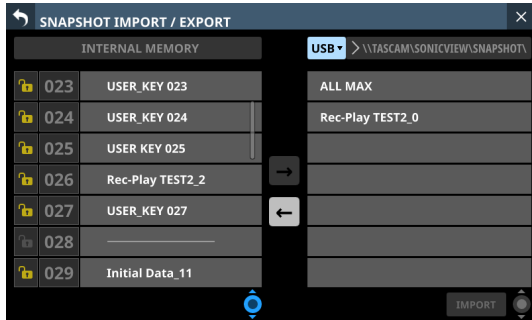 SNAPSHOT IMPORT / EXPORT
INTERNAL MEMORY
USB \\TASCAM\SONICVIEW\SNAPSHOT\
023 USER_KEY 023 ALL MAX
024 USER_KEY 024 Rec-Play TEST2_0
025 USER KEY 025
026 Rec-Play TEST2_2
027 USER_KEY 027
028
029 Initial Data_11
IMPORT